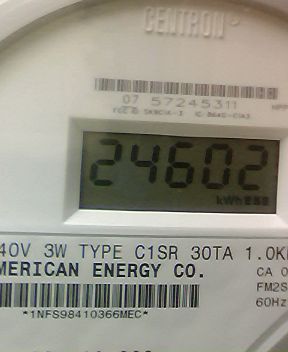 CENTRON
07 57245311
24602
kWh 888
40V 3W TYPE C1SR 30TA 1.0K
MERICAN ENERGY CO.
CA 0
FM2S
60Hz
*1NFS98410366MEC*